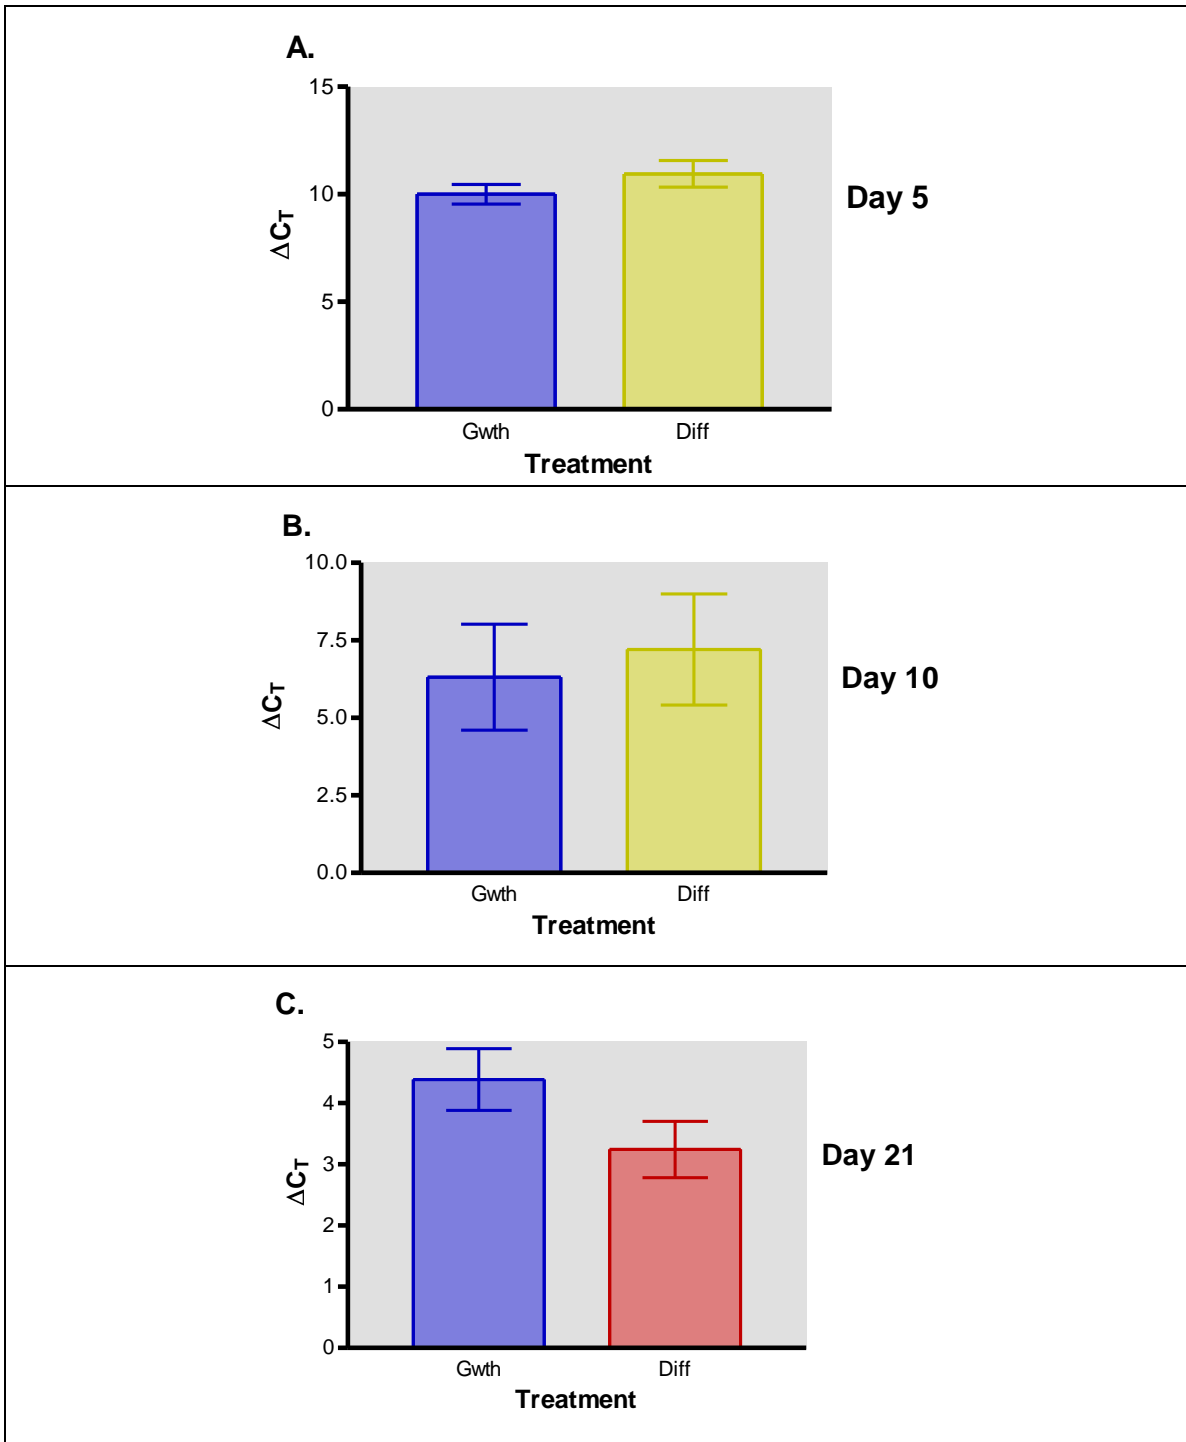 A.
15
10
5
0
ΔCT
Gwth Diff
Treatment
Day 5
B.
10.0
7.5
5.0
2.5
0.0
ΔCT
Gwth Diff
Treatment
Day 10
C.
5
4
3
2
1
0
ΔCT
Gwth Diff
Treatment
Day 21